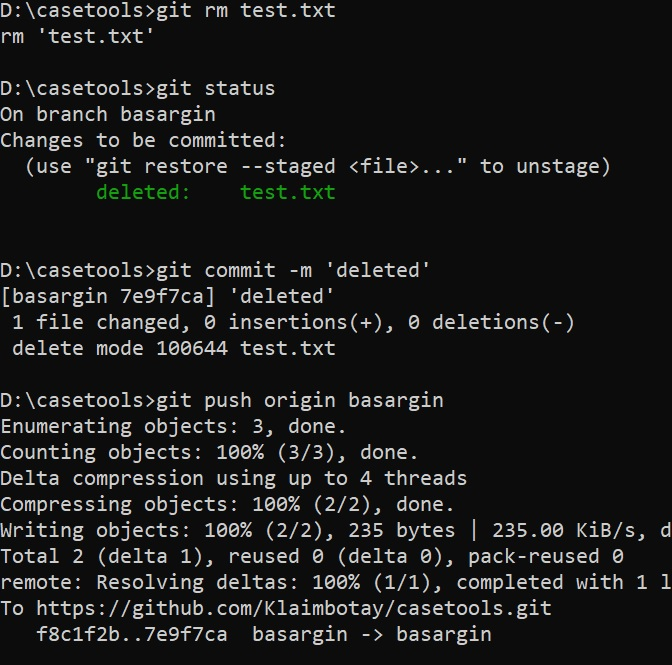 D:\casetools>git rm test.txt
rm 'test.txt'
D:\casetools>git status
On branch basargin
Changes to be committed:
  (use "git restore --staged <file>..." to unstage)
        deleted:    test.txt
D:\casetools>git commit -m 'deleted'
[basargin 7e9f7ca] 'deleted'
 1 file changed, 0 insertions(+), 0 deletions(-)
 delete mode 100644 test.txt
D:\casetools>git push origin basargin
Enumerating objects: 3, done.
Counting objects: 100% (3/3), done.
Delta compression using up to 4 threads
Compressing objects: 100% (2/2), done.
Writing objects: 100% (2/2), 235 bytes | 235.00 KiB/s, d
Total 2 (delta 1), reused 0 (delta 0), pack-reused 0
remote: Resolving deltas: 100% (1/1), completed with 1 l
To https://github.com/Klaimbotay/casetools.git
   f8c1f2b..7e9f7ca  basargin -> basargin